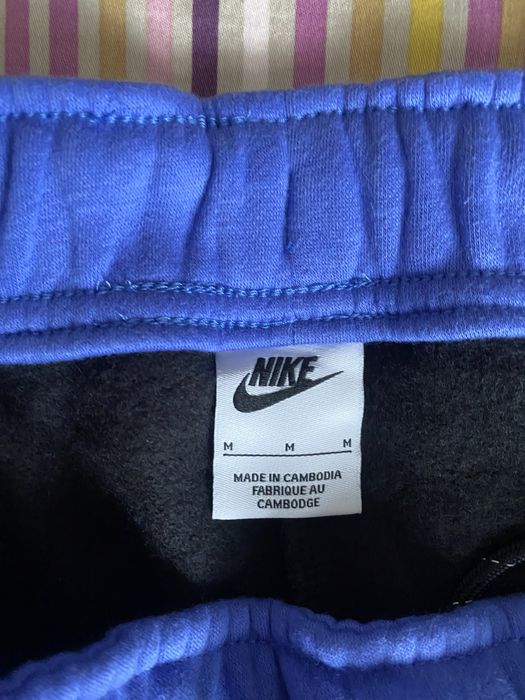 NIKE
M M M
MADE IN CAMBODIA
FABRIQUE AU
CAMBODGE